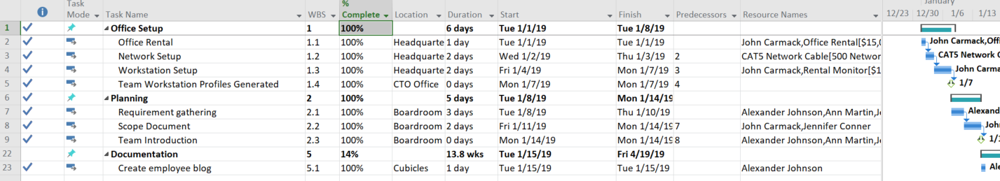 January
Task Mode Task Name WBS % Complete Location Duration Start Finish Predecessors Resource Names 12/23 12/30 1/6 1/13
1 Office Setup 1 100% 6 days Tue 1/1/19 Tue 1/8/19
2 Office Rental 1.1 100% Headquarte 1 day Tue 1/1/19 Tue 1/1/19 John Carmack,Office Rental[$15,0 John Carmack,Offi
3 Network Setup 1.2 100% Headquarte 2 days Wed 1/2/19 Thu 1/3/19 2 CAT5 Network Cable[500 Networ CAT5 Network C
4 Workstation Setup 1.3 100% Headquarte 2 days Fri 1/4/19 Mon 1/7/19 3 John Carmack,Rental Monitor[$1 John Carma
5 Team Workstation Profiles Generated 1.4 100% CTO Office 0 days Mon 1/7/19 Mon 1/7/19 4 1/7
6 Planning 2 100% 5 days Tue 1/8/19 Mon 1/14/19
7 Requirement gathering 2.1 100% Boardroom 3 days Tue 1/8/19 Thu 1/10/19 Alexander Johnson,Ann Martin,Je Alexand
8 Scope Document 2.2 100% Boardroom 2 days Fri 1/11/19 Mon 1/14/19 7 John Carmack,Jennifer Conner John
9 Team Introduction 2.3 100% Boardroom 0 days Mon 1/14/19 Mon 1/14/19 8 Alexander Johnson,Ann Martin,Je 1/1
22 Documentation 5 14% 13.8 wks Tue 1/15/19 Fri 4/19/19
23 Create employee blog 5.1 100% Cubicles 1 day Tue 1/15/19 Tue 1/15/19 Alexander Johnson Ale